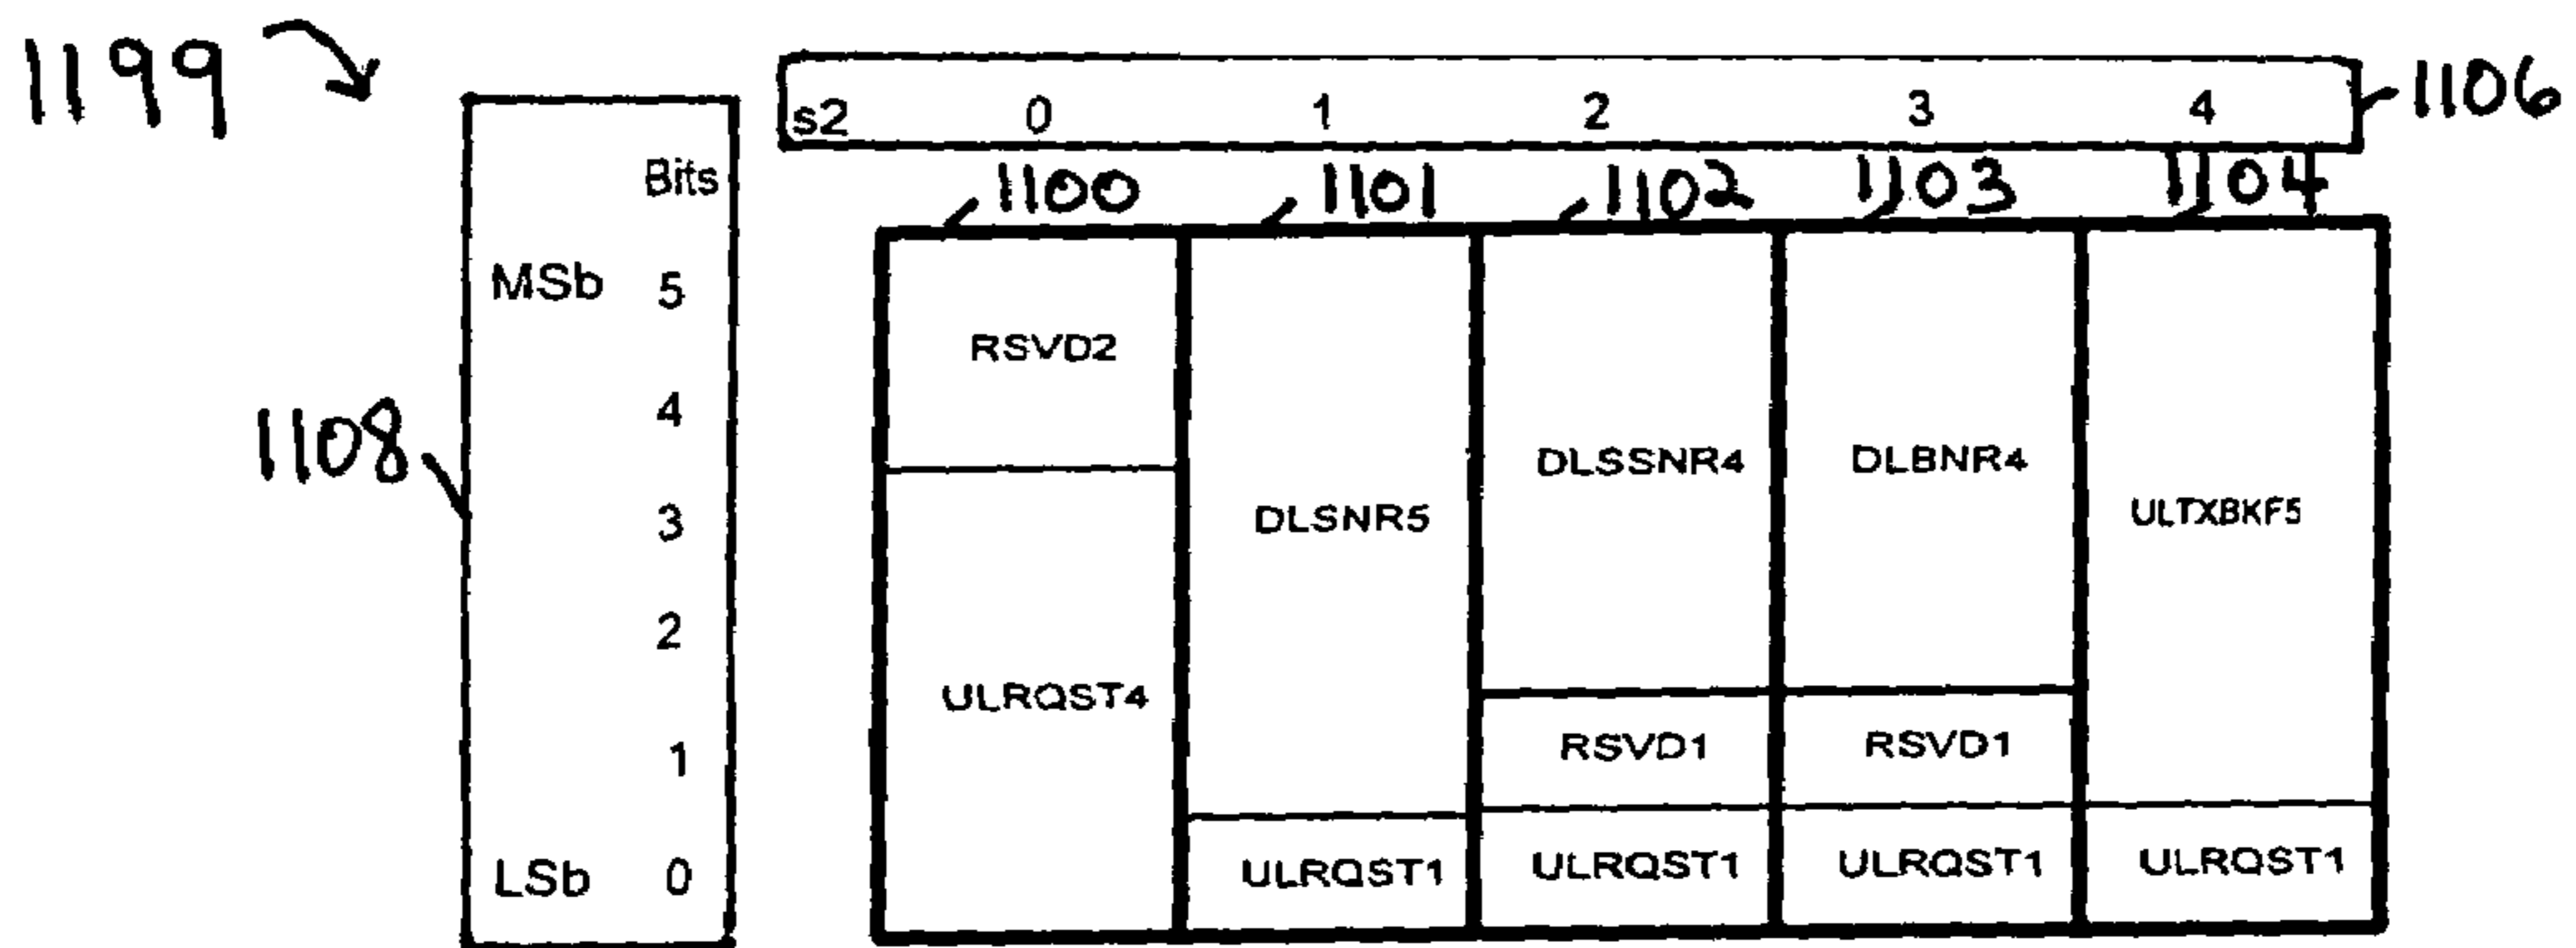 1199
s2 0 1 2 3 4 1106
Bits 1100 1101 1102 1103 1104
MSb 5
RSVD2
4
1108
DLSSNR4 DLBNR4
3 DLSNR5 ULTXBKF5
2
ULRQST4
1 RSVD1 RSVD1
LSb 0 ULRQST1 ULRQST1 ULRQST1 ULRQST1